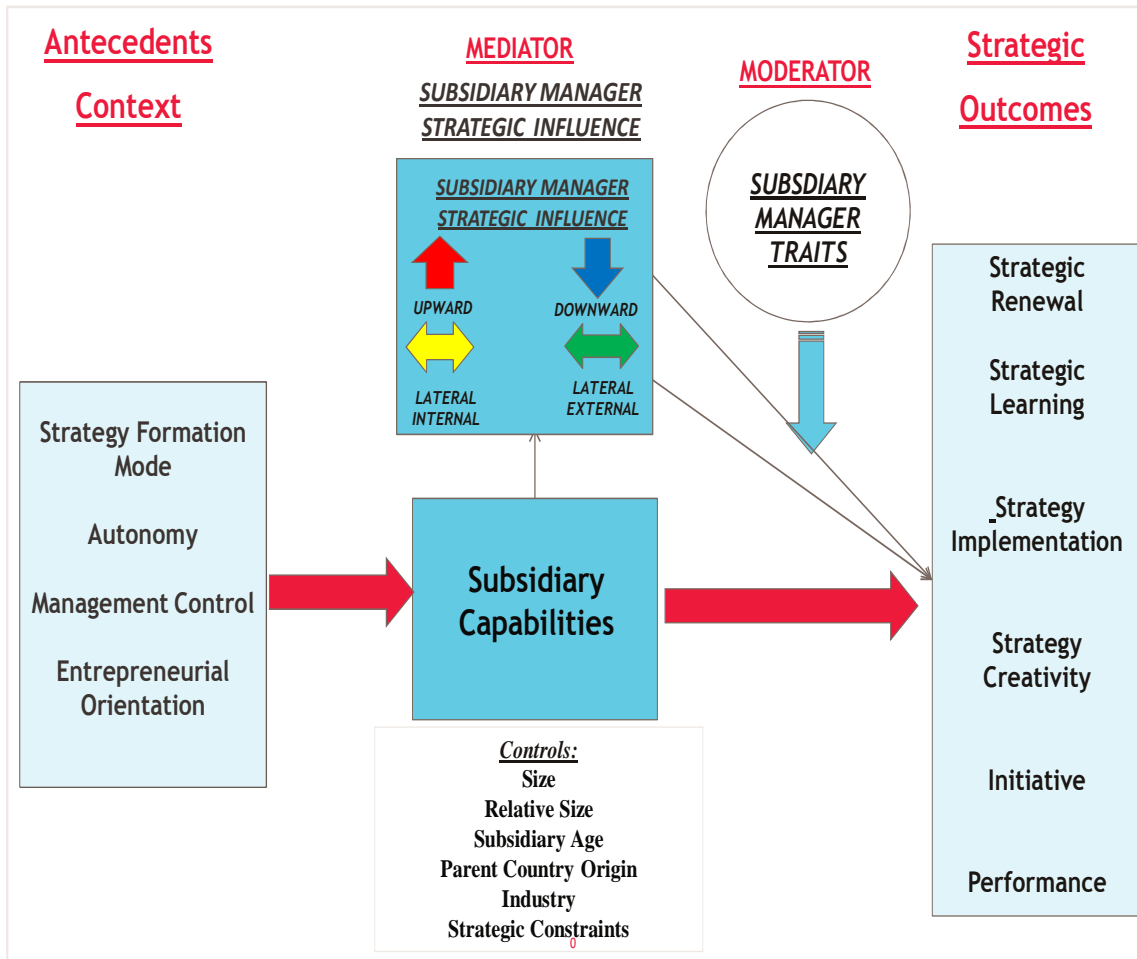 Antecedents
Context
MEDIATOR
SUBSIDIARY MANAGER
STRATEGIC INFLUENCE
MODERATOR
Strategic
Outcomes
SUBSIDIARY MANAGER
STRATEGIC INFLUENCE
UPWARD
DOWNWARD
LATERAL
INTERNAL
LATERAL
EXTERNAL
SUBSDIARY
MANAGER
TRAITS
Strategy Formation
Mode
Autonomy
Management Control
Entrepreneurial
Orientation
Subsidiary
Capabilities
Controls:
Size
Relative Size
Subsidiary Age
Parent Country Origin
Industry
Strategic Constraints
0
Strategic
Renewal
Strategic
Learning
_Strategy
Implementation
Strategy
Creativity
Initiative
Performance